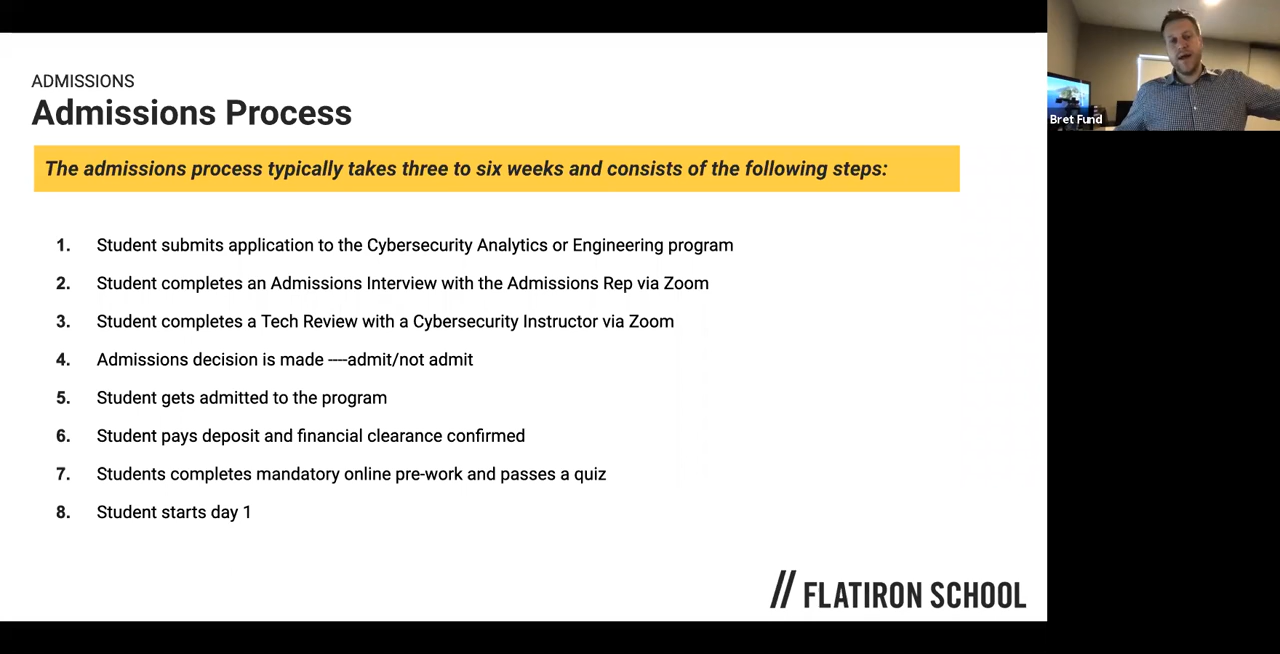 ADMISSIONS
Admissions Process
The admissions process typically takes three to six weeks and consists of the following steps:
1. Student submits application to the Cybersecurity Analytics or Engineering program
2. Student completes an Admissions Interview with the Admissions Rep via Zoom
3. Student completes a Tech Review with a Cybersecurity Instructor via Zoom
4. Admissions decision is made ----admit/not admit
5. Student gets admitted to the program
6. Student pays deposit and financial clearance confirmed
7. Students completes mandatory online pre-work and passes a quiz
8. Student starts day 1
// FLATIRON SCHOOL
Bret Fund